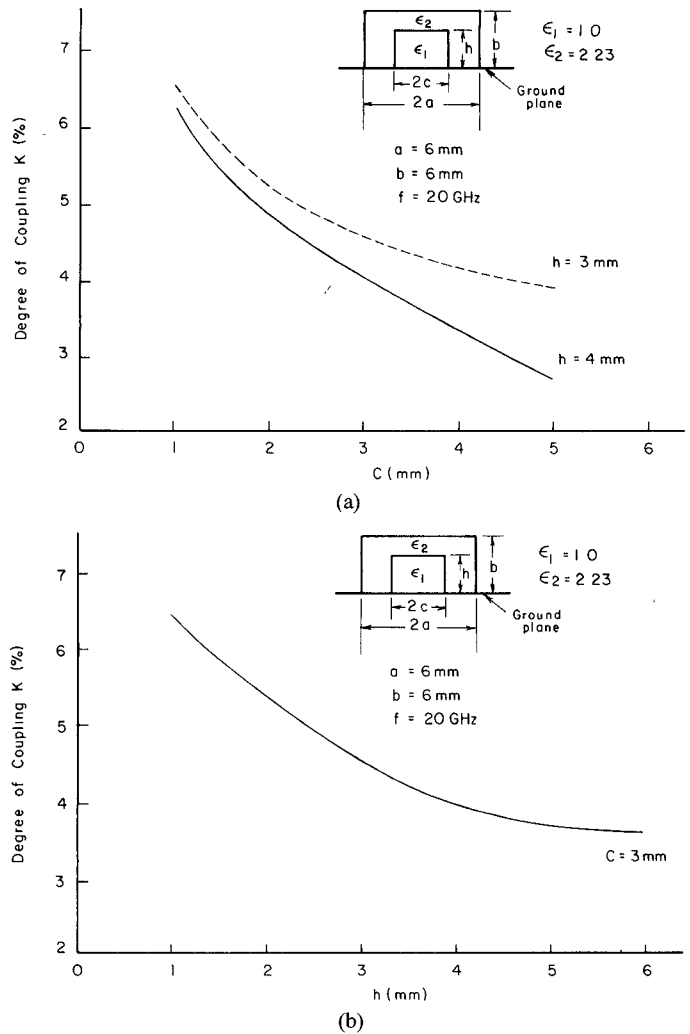 7
6
5
4
3
2
0 1 2 3 4 5 6
Degree of Coupling K (%)
C (mm)
ϵ2
ϵ1
h
b
2c
2a
Ground
plane
ϵ1 = 1 0
ϵ2 = 2 23
a = 6 mm
b = 6 mm
f = 20 GHz
h = 3 mm
h = 4 mm
(a)
7
6
5
4
3
2
0 1 2 3 4 5 6
Degree of Coupling K (%)
h (mm)
ϵ2
ϵ1
h
b
2c
2a
Ground
plane
ϵ1 = 1 0
ϵ2 = 2 23
a = 6 mm
b = 6 mm
f = 20 GHz
C = 3 mm
(b)